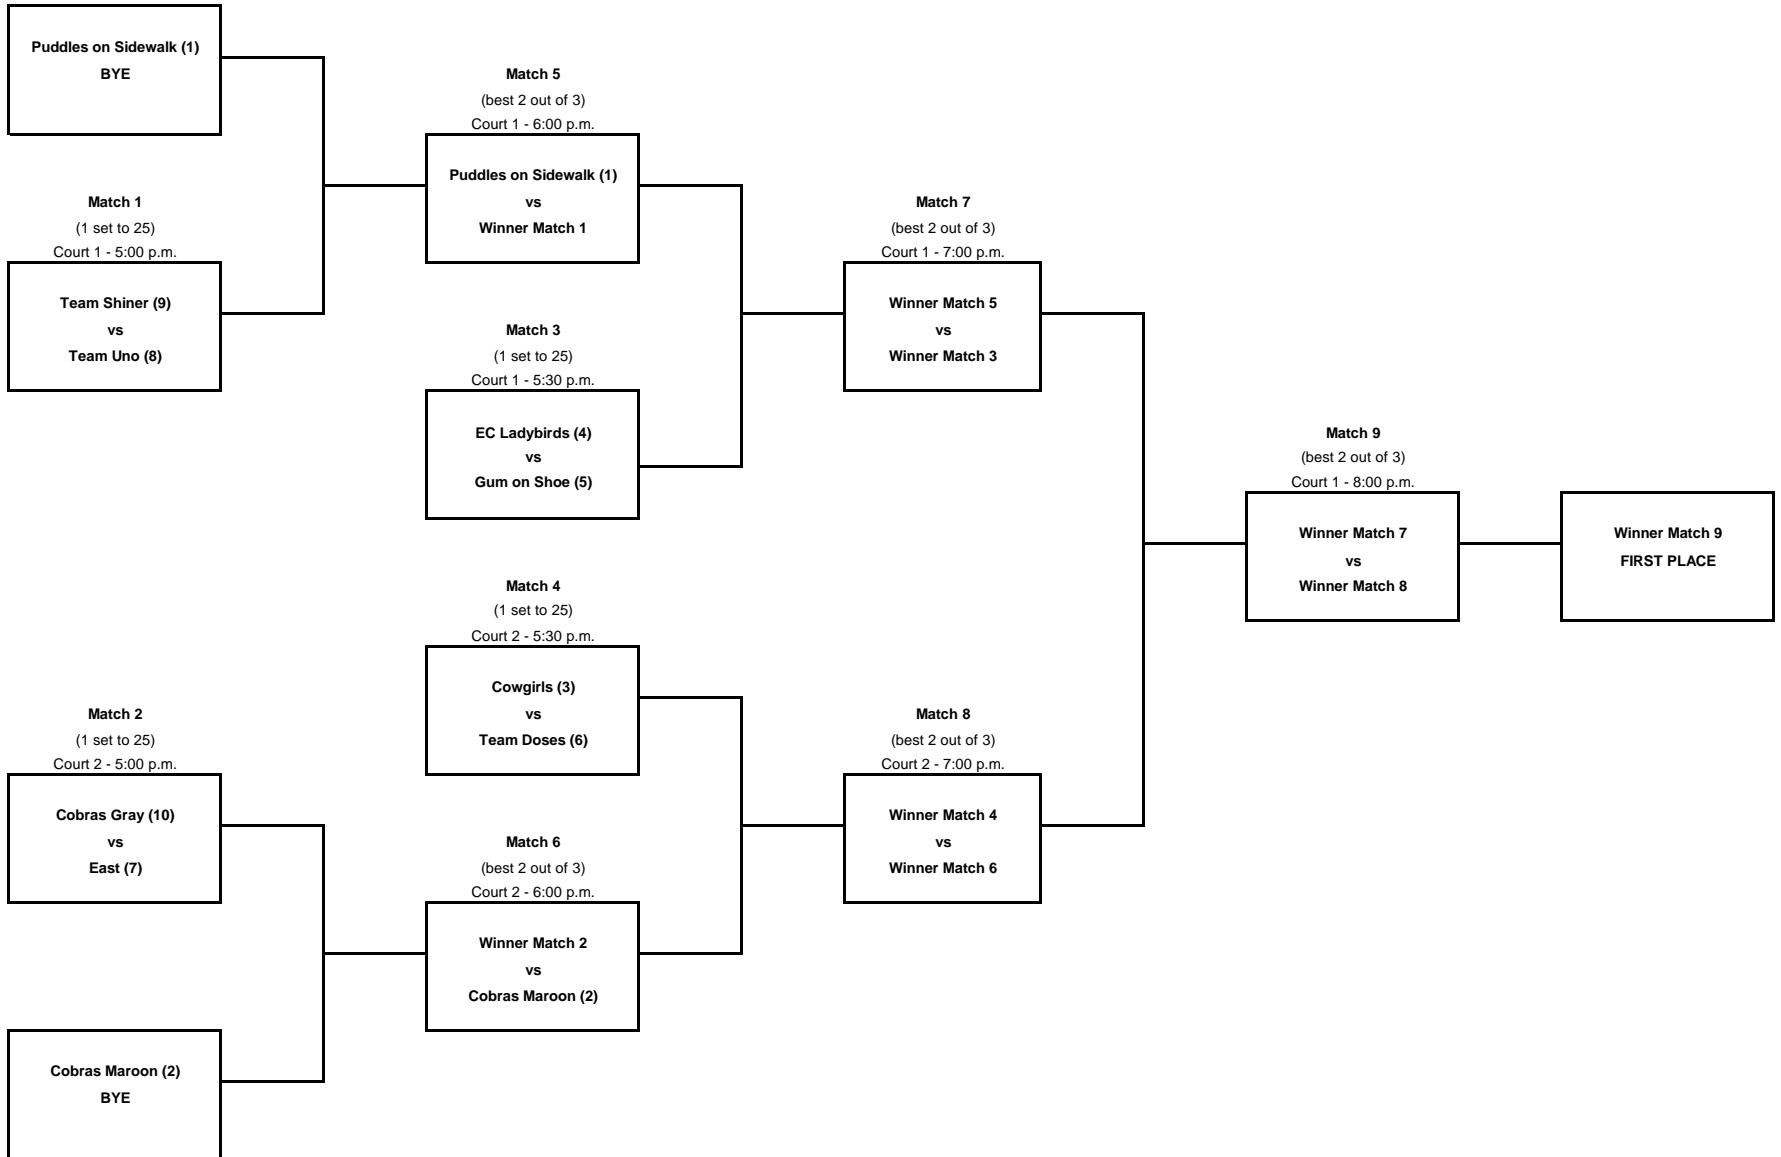 Puddles on Sidewalk (1)
BYE
Match 1
(1 set to 25)
Court 1 - 5:00 p.m.
Team Shiner (9)
vs
Team Uno (8)
Match 2
(1 set to 25)
Court 2 - 5:00 p.m.
Cobras Gray (10)
vs
East (7)
Cobras Maroon (2)
BYE
Match 5
(best 2 out of 3)
Court 1 - 6:00 p.m.
Puddles on Sidewalk (1)
vs
Winner Match 1
Match 3
(1 set to 25)
Court 1 - 5:30 p.m.
EC Ladybirds (4)
vs
Gum on Shoe (5)
Match 4
(1 set to 25)
Court 2 - 5:30 p.m.
Cowgirls (3)
vs
Team Doses (6)
Match 6
(best 2 out of 3)
Court 2 - 6:00 p.m.
Winner Match 2
vs
Cobras Maroon (2)
Match 7
(best 2 out of 3)
Court 1 - 7:00 p.m.
Winner Match 5
vs
Winner Match 3
Match 8
(best 2 out of 3)
Court 2 - 7:00 p.m.
Winner Match 4
vs
Winner Match 6
Match 9
(best 2 out of 3)
Court 1 - 8:00 p.m.
Winner Match 7
vs
Winner Match 8
Winner Match 9
FIRST PLACE